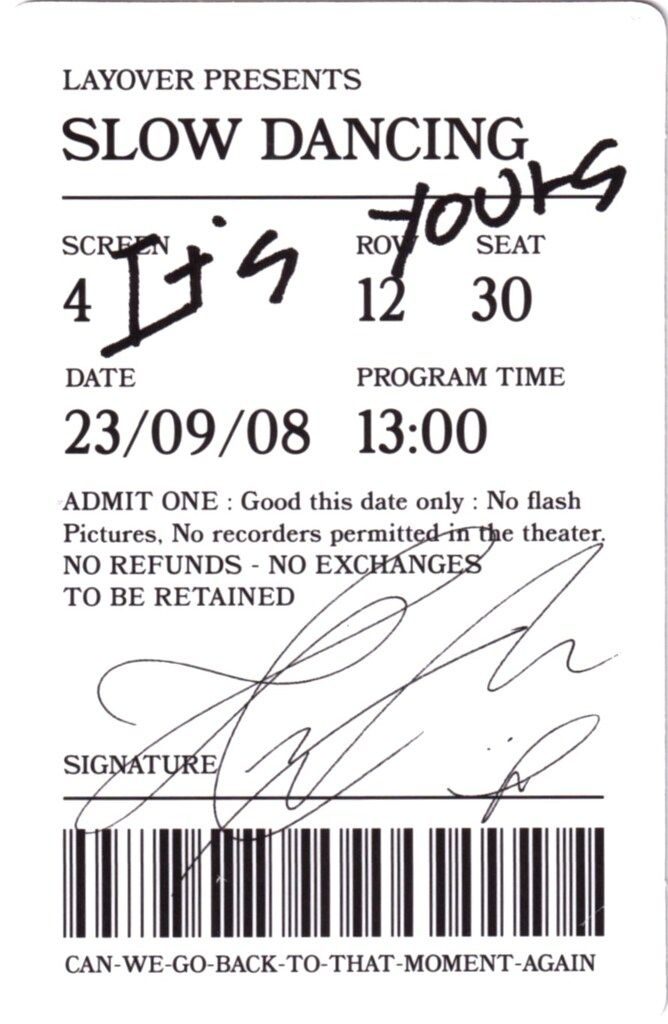 LAYOVER PRESENTS
SLOW DANCING
It's yours
SCREEN ROW SEAT
4 12 30
DATE PROGRAM TIME
23/09/08 13:00
ADMIT ONE : Good this date only : No flash
Pictures, No recorders permitted in the theater.
NO REFUNDS - NO EXCHANGES
TO BE RETAINED
SIGNATURE
CAN-WE-GO-BACK-TO-THAT-MOMENT-AGAIN